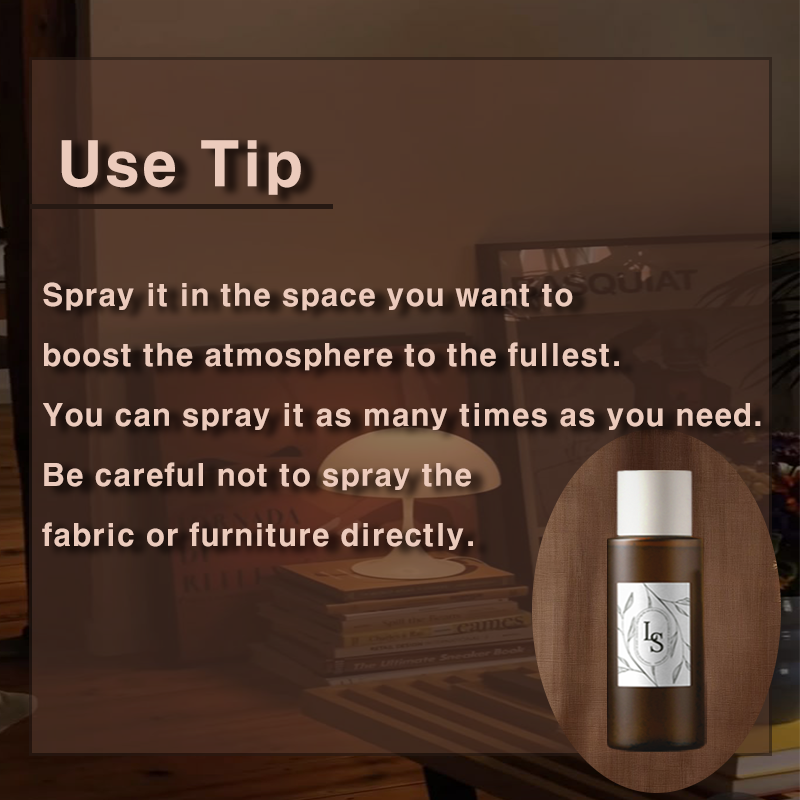 Use Tip
Spray it in the space you want to
boost the atmosphere to the fullest.
You can spray it as many times as you need.
Be careful not to spray the
fabric or furniture directly.
BASQUIAT
eames
The Ultimate Sneaker Book
LS